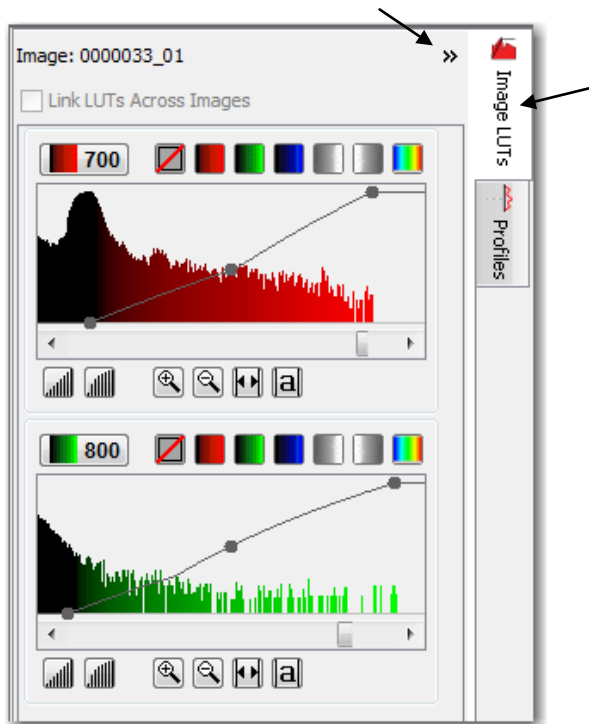 Image: 0000033_01 »
Link LUTs Across Images
700
a
800
a
Image LUTs
Profiles